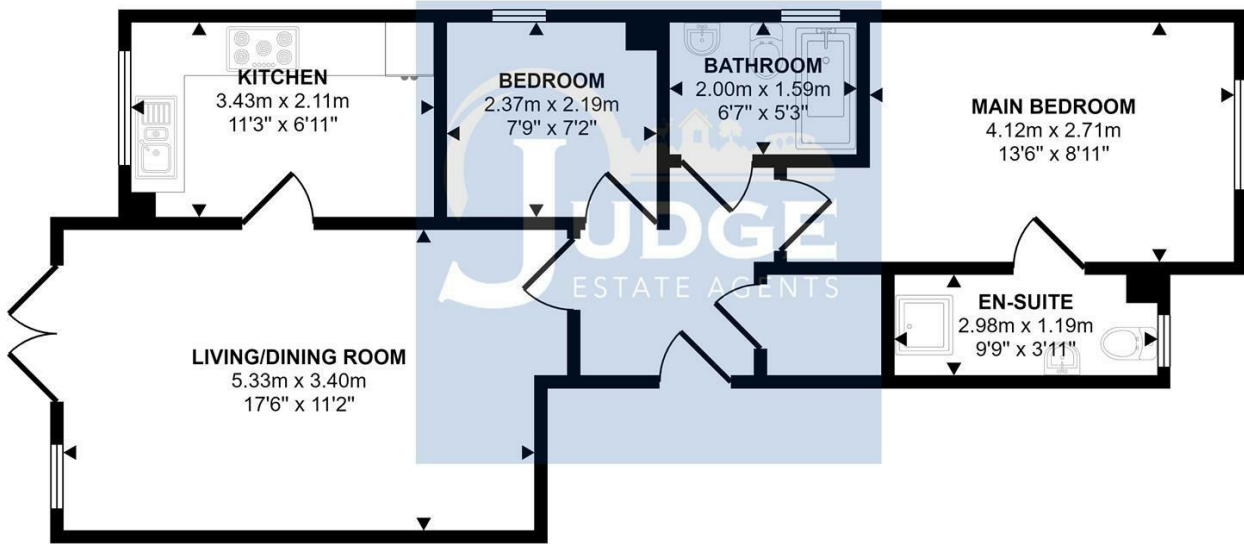 KITCHEN
3.43m x 2.11m
11'3" x 6'11"
BEDROOM
2.37m x 2.19m
7'9" x 7'2"
BATHROOM
2.00m x 1.59m
6'7" x 5'3"
MAIN BEDROOM
4.12m x 2.71m
13'6" x 8'11"
JUDGE
ESTATE AGENTS
EN-SUITE
2.98m x 1.19m
9'9" x 3'11"
LIVING/DINING ROOM
5.33m x 3.40m
17'6" x 11'2"